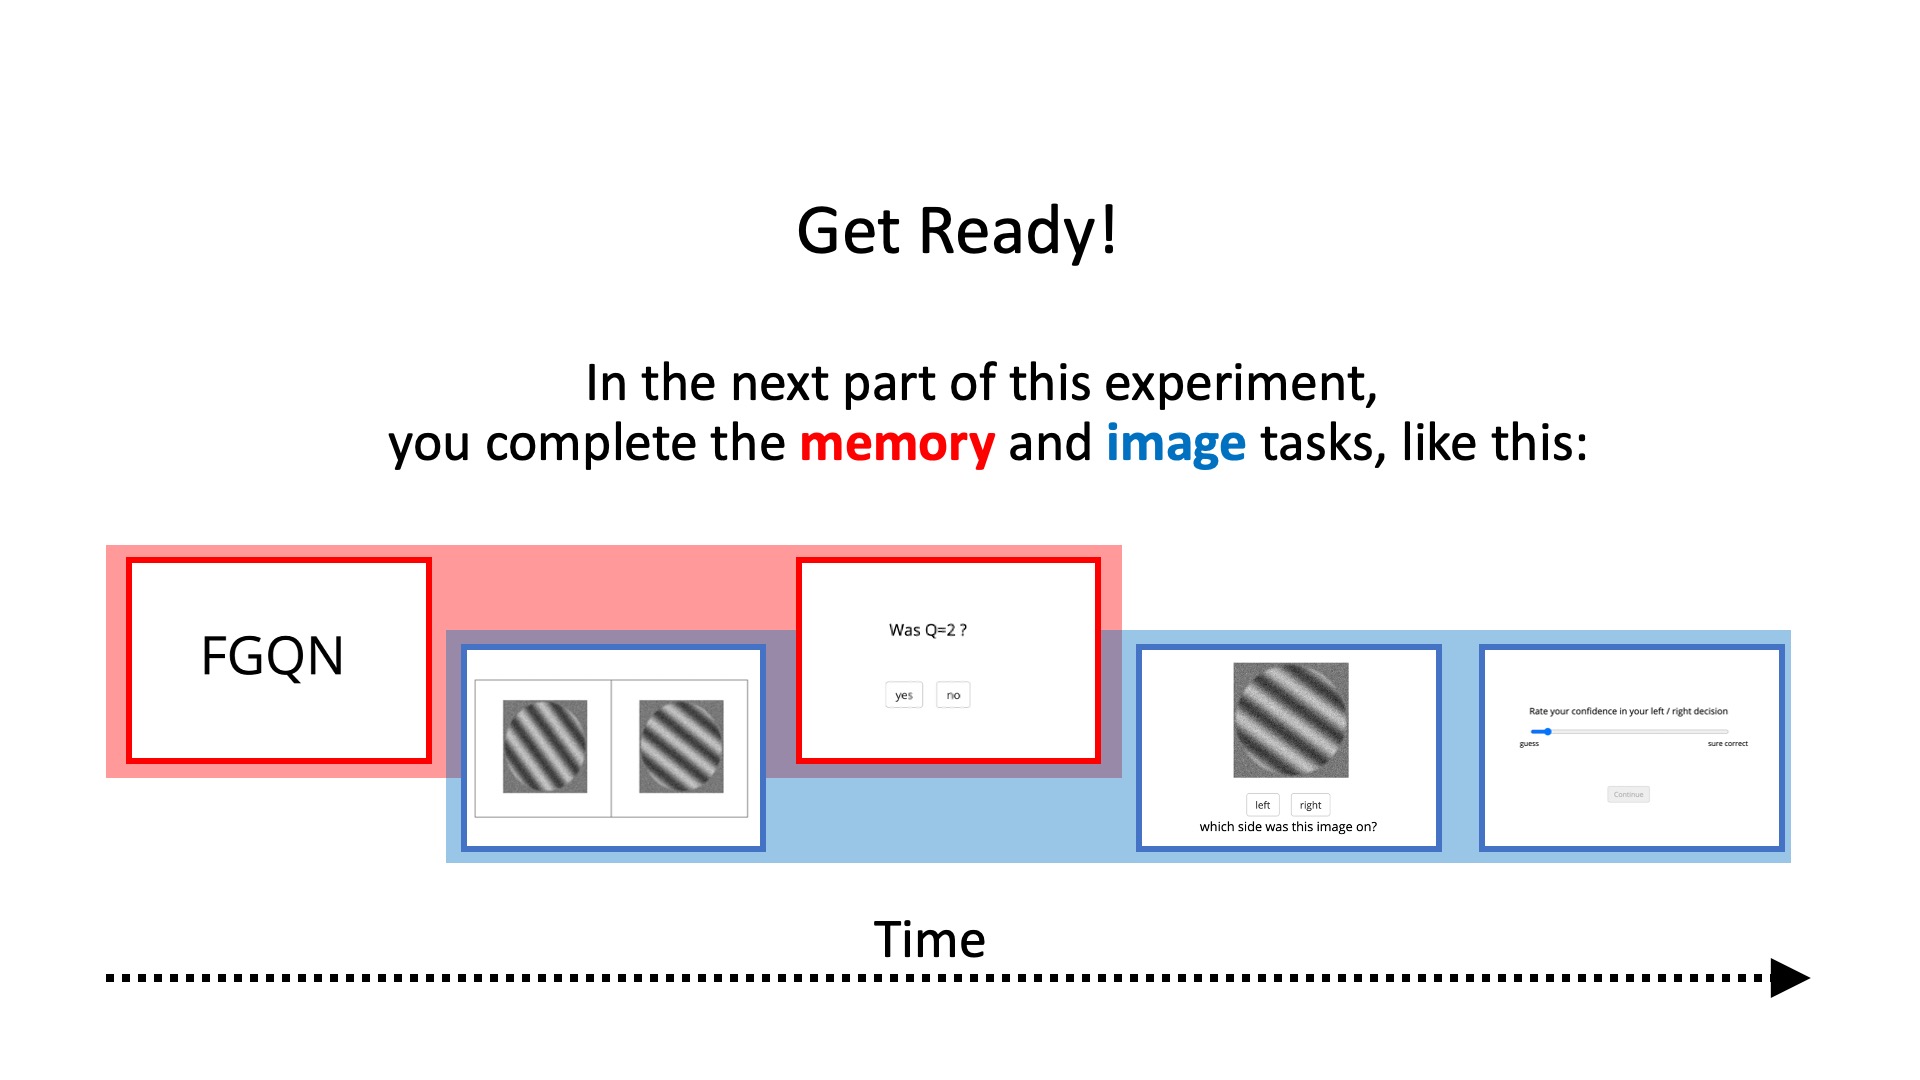 Get Ready!
In the next part of this experiment,
you complete the memory and image tasks, like this:
FGQN
Was Q=2 ?
yes no
left right
which side was this image on?
Rate your confidence in your left / right decision
guess sure correct
Continue
Time